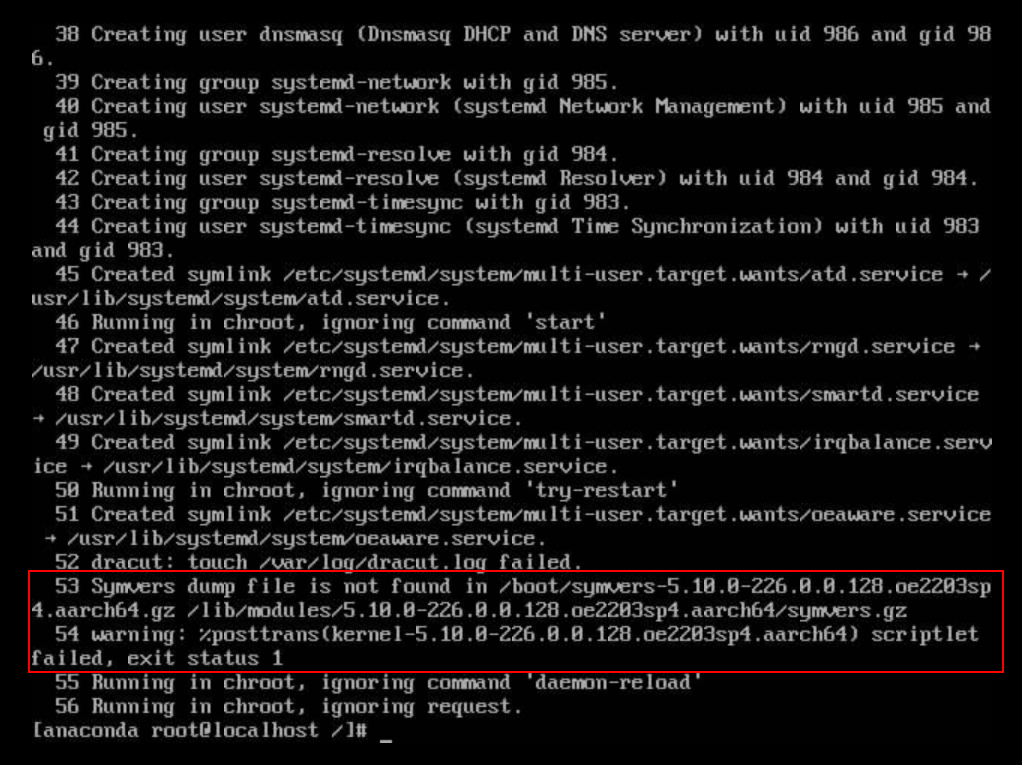 38 Creating user dnsmasq (Dnsmasq DHCP and DNS server) with uid 986 and gid 98
6.
  39 Creating group systemd-network with gid 985.
  40 Creating user systemd-network (systemd Network Management) with uid 985 and
 gid 985.
  41 Creating group systemd-resolve with gid 984.
  42 Creating user systemd-resolve (systemd Resolver) with uid 984 and gid 984.
  43 Creating group systemd-timesync with gid 983.
  44 Creating user systemd-timesync (systemd Time Synchronization) with uid 983
and gid 983.
  45 Created symlink /etc/systemd/system/multi-user.target.wants/atd.service → /
usr/lib/systemd/system/atd.service.
  46 Running in chroot, ignoring command 'start'
  47 Created symlink /etc/systemd/system/multi-user.target.wants/rngd.service →
/usr/lib/systemd/system/rngd.service.
  48 Created symlink /etc/systemd/system/multi-user.target.wants/smartd.service
→ /usr/lib/systemd/system/smartd.service.
  49 Created symlink /etc/systemd/system/multi-user.target.wants/irqbalance.serv
ice → /usr/lib/systemd/system/irqbalance.service.
  50 Running in chroot, ignoring command 'try-restart'
  51 Created symlink /etc/systemd/system/multi-user.target.wants/oeaware.service
 → /usr/lib/systemd/system/oeaware.service.
  52 dracut: touch /var/log/dracut.log failed.
  53 Symvers dump file is not found in /boot/symvers-5.10.0-226.0.0.128.oe2203sp
4.aarch64.gz /lib/modules/5.10.0-226.0.0.128.oe2203sp4.aarch64/symvers.gz
  54 warning: %posttrans(kernel-5.10.0-226.0.0.128.oe2203sp4.aarch64) scriptlet
failed, exit status 1
  55 Running in chroot, ignoring command 'daemon-reload'
  56 Running in chroot, ignoring request.
[anaconda root@localhost /]# _